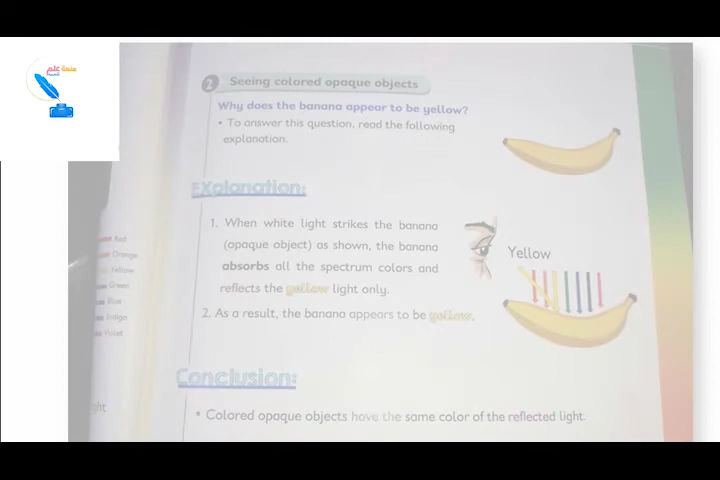 منصة علم
2 Seeing colored opaque objects
Why does the banana appear to be yellow?
• To answer this question, read the following
explanation.
Explanation:
1. When white light strikes the banana
(opaque object) as shown, the banana
absorbs all the spectrum colors and
reflects the yellow light only.
2. As a result, the banana appears to be yellow.
Yellow
Conclusion:
• Colored opaque objects have the same color of the reflected light.
Red
Orange
Yellow
Green
Blue
Indigo
Violet